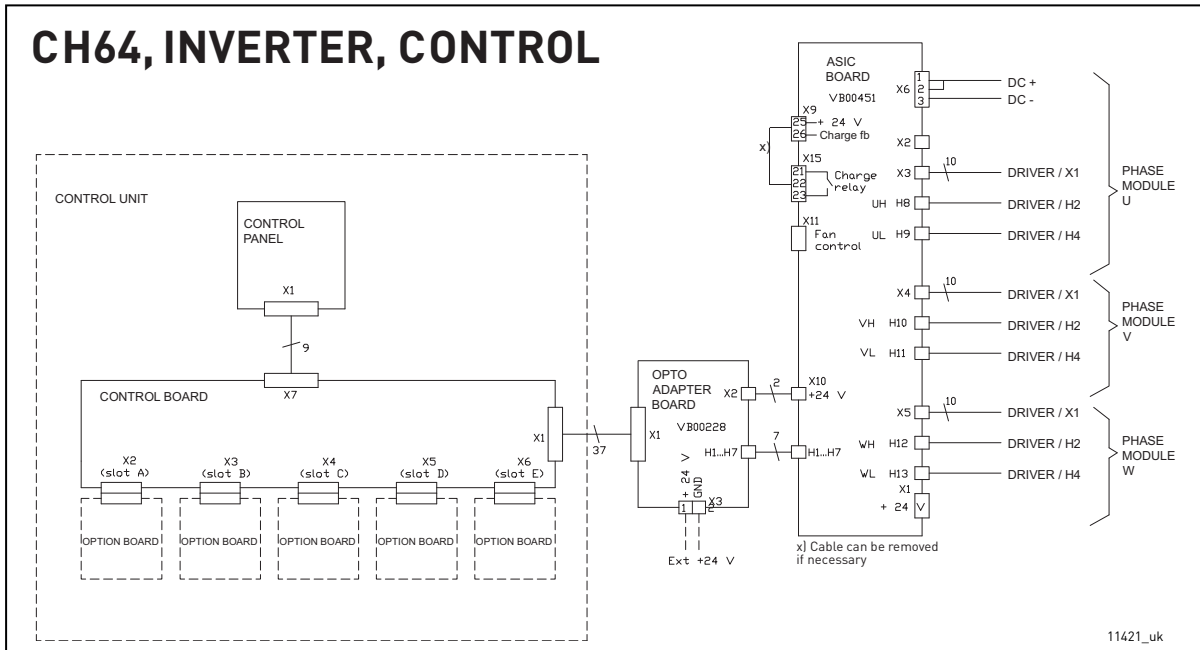 CH64, INVERTER, CONTROL
CONTROL UNIT
CONTROL
PANEL
X1
9
X7
CONTROL BOARD
X1
37
X2
(slot A)
X3
(slot B)
X4
(slot C)
X5
(slot D)
X6
(slot E)
OPTION BOARD
OPTION BOARD
OPTION BOARD
OPTION BOARD
OPTION BOARD
OPTO
ADAPTER
BOARD
X2
VB00228
X1
H1...H7
+ 24 V
GND
1
2
X3
Ext +24 V
2
7
ASIC
BOARD
VB00451
X9
25
+ 24 V
26
Charge fb
x)
X15
21
22
23
Charge
relay
X11
Fan
control
X10
+24 V
H1...H7
X6
1
2
3
DC +
DC -
X2
X3
10
DRIVER / X1
UH H8
DRIVER / H2
UL H9
DRIVER / H4
PHASE
MODULE
U
X4
10
DRIVER / X1
VH H10
DRIVER / H2
VL H11
DRIVER / H4
PHASE
MODULE
V
X5
10
DRIVER / X1
WH H12
DRIVER / H2
WL H13
DRIVER / H4
PHASE
MODULE
W
X1
+ 24 V
x) Cable can be removed
if necessary
11421_uk